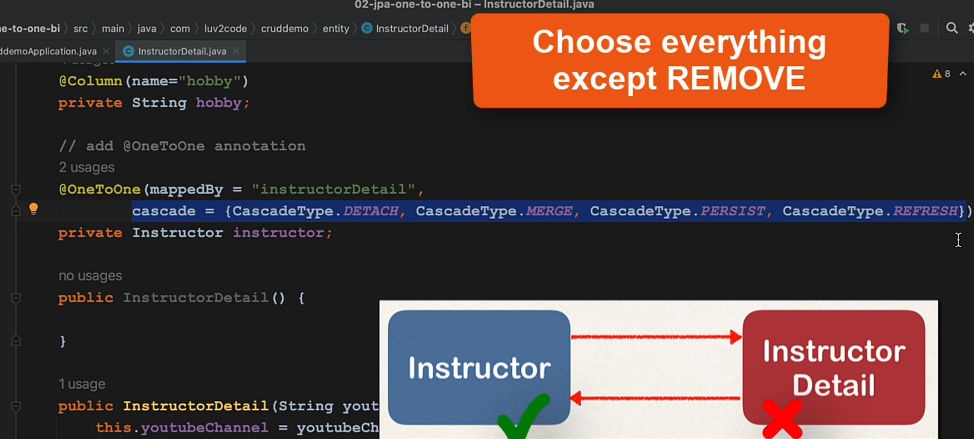 02-jpa-one-to-one-bi – InstructorDetail.java
ne-to-one-bi › src › main › java › com › luv2code › cruddemo › entity › InstructorDetail
ddemoApplication.java × InstructorDetail.java ×
Choose everything
except REMOVE
8
@Column(name="hobby")
private String hobby;
// add @OneToOne annotation
2 usages
@OneToOne(mappedBy = "instructorDetail",
cascade = {CascadeType.DETACH, CascadeType.MERGE, CascadeType.PERSIST, CascadeType.REFRESH})
private Instructor instructor;
no usages
public InstructorDetail() {
}
1 usage
public InstructorDetail(String yout
this.youtubeChannel = youtubeCh
Instructor
Instructor
Detail